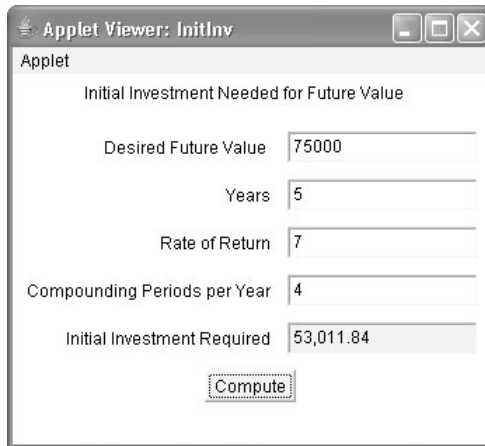 Applet Viewer: InitInv
Applet
Initial Investment Needed for Future Value
Desired Future Value 75000
Years 5
Rate of Return 7
Compounding Periods per Year 4
Initial Investment Required 53,011.84
Compute